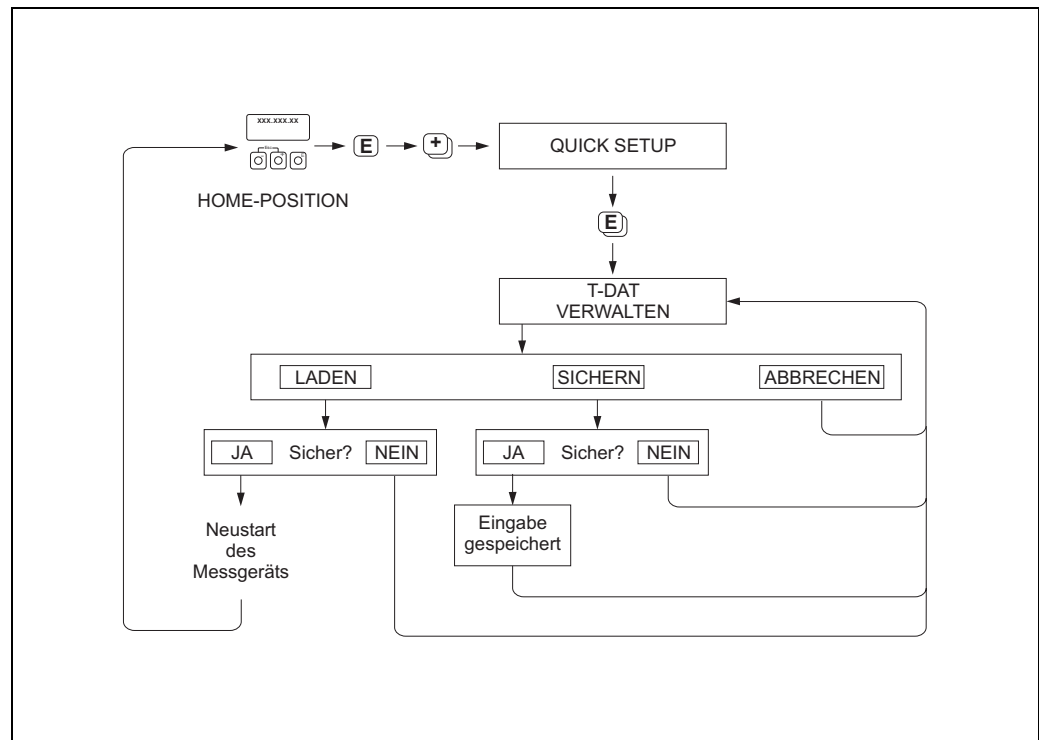 xxx.xxx.xx
Esc
E
+
QUICK SETUP
HOME-POSITION
E
T-DAT
VERWALTEN
LADEN
SICHERN
ABBRECHEN
JA Sicher? NEIN
JA Sicher? NEIN
Neustart
des
Messgeräts
Eingabe
gespeichert